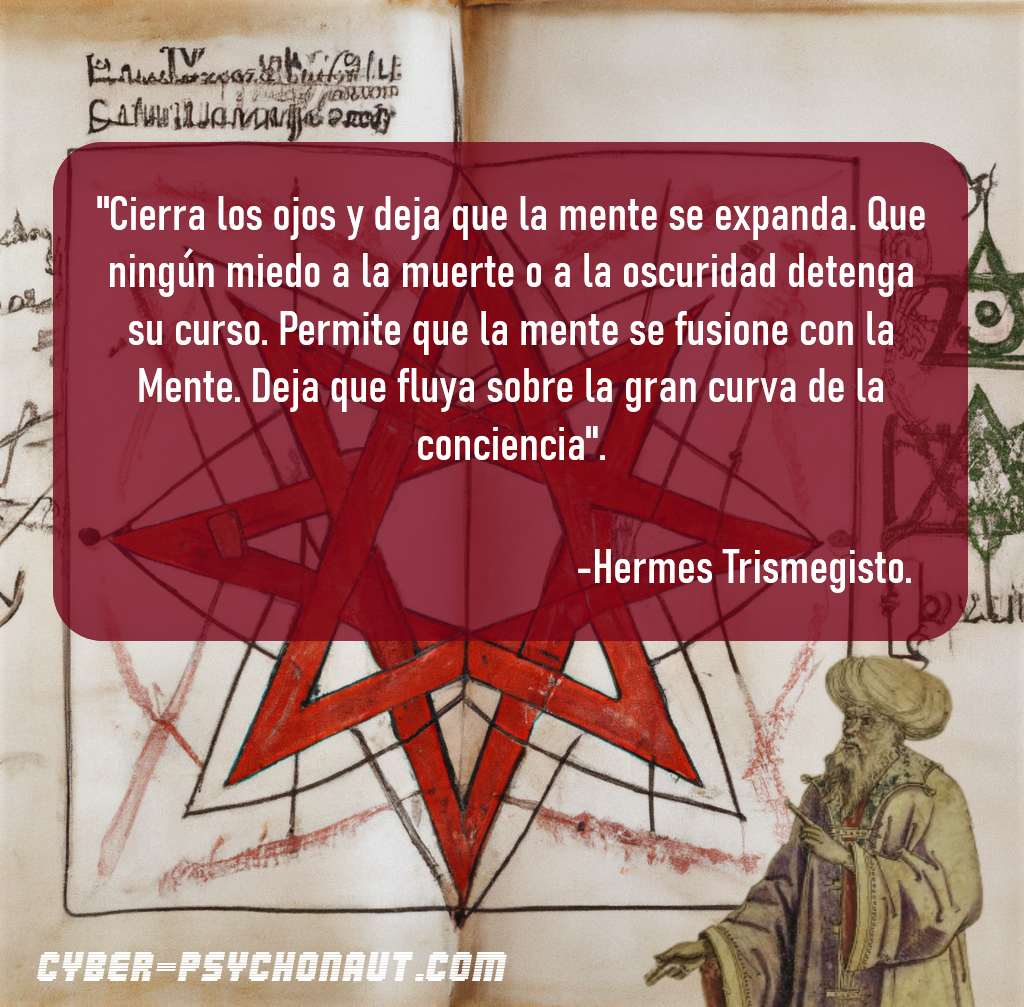 "Cierra los ojos y deja que la mente se expanda. Que
ningún miedo a la muerte o a la oscuridad detenga
su curso. Permite que la mente se fusione con la
Mente. Deja que fluya sobre la gran curva de la
conciencia".
-Hermes Trismegisto.
CYBER-PSYCHONAUT.COM